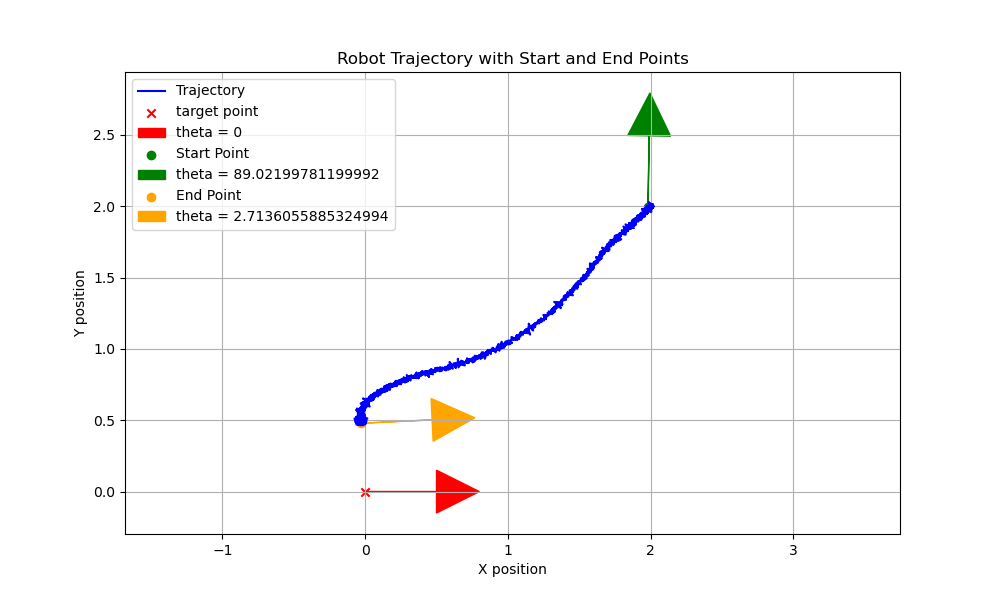 Robot Trajectory with Start and End Points
Trajectory
target point
theta = 0
Start Point
theta = 89.02199781199992
End Point
theta = 2.7136055885324994
2.5
2.0
1.5
1.0
0.5
0.0
Y position
−1
0
1
2
3
X position